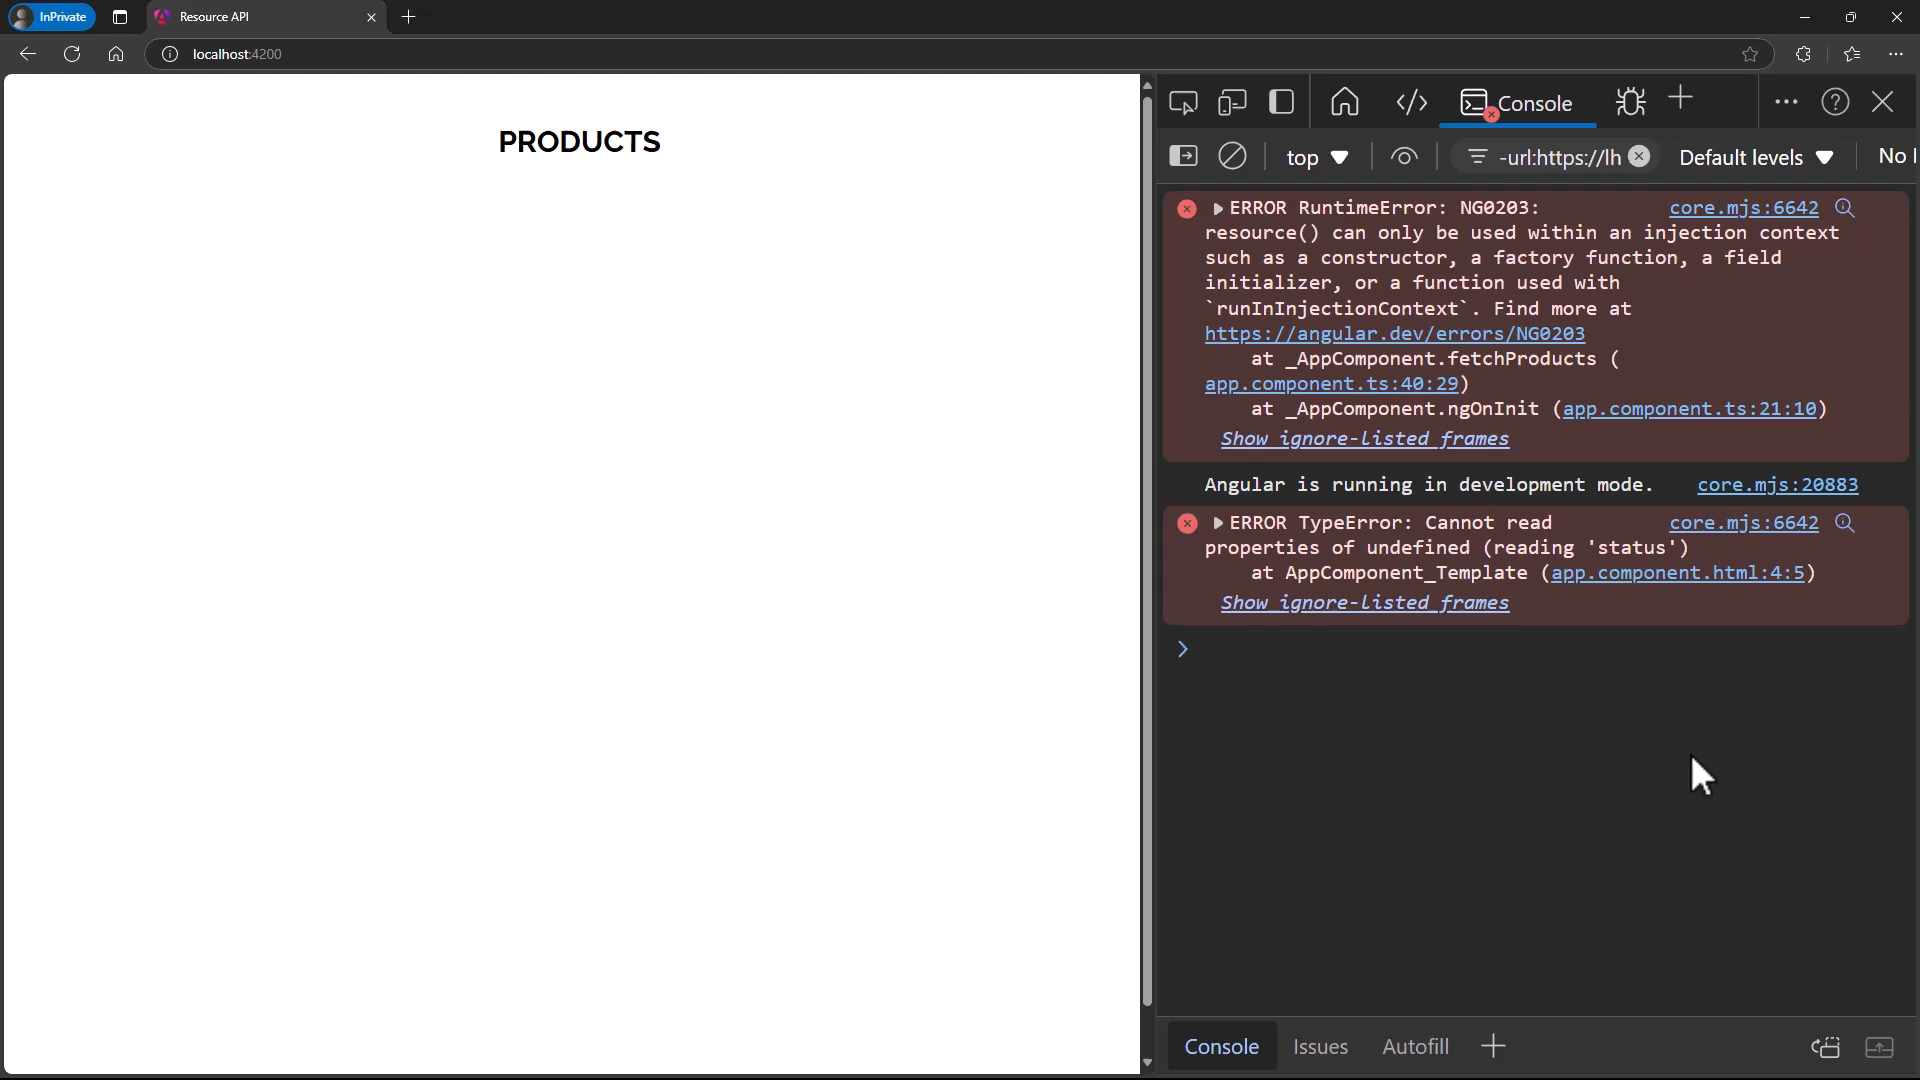 InPrivate
Resource API
localhost:4200
PRODUCTS
Console
top
-url:https://lh
Default levels
No I
ERROR RuntimeError: NG0203: core.mjs:6642
resource() can only be used within an injection context
such as a constructor, a factory function, a field
initializer, or a function used with
`runInInjectionContext`. Find more at
https://angular.dev/errors/NG0203
at _AppComponent.fetchProducts (
app.component.ts:40:29)
at _AppComponent.ngOnInit (app.component.ts:21:10)
Show ignore-listed frames
Angular is running in development mode. core.mjs:20883
ERROR TypeError: Cannot read core.mjs:6642
properties of undefined (reading 'status')
at AppComponent_Template (app.component.html:4:5)
Show ignore-listed frames
Console
Issues
Autofill